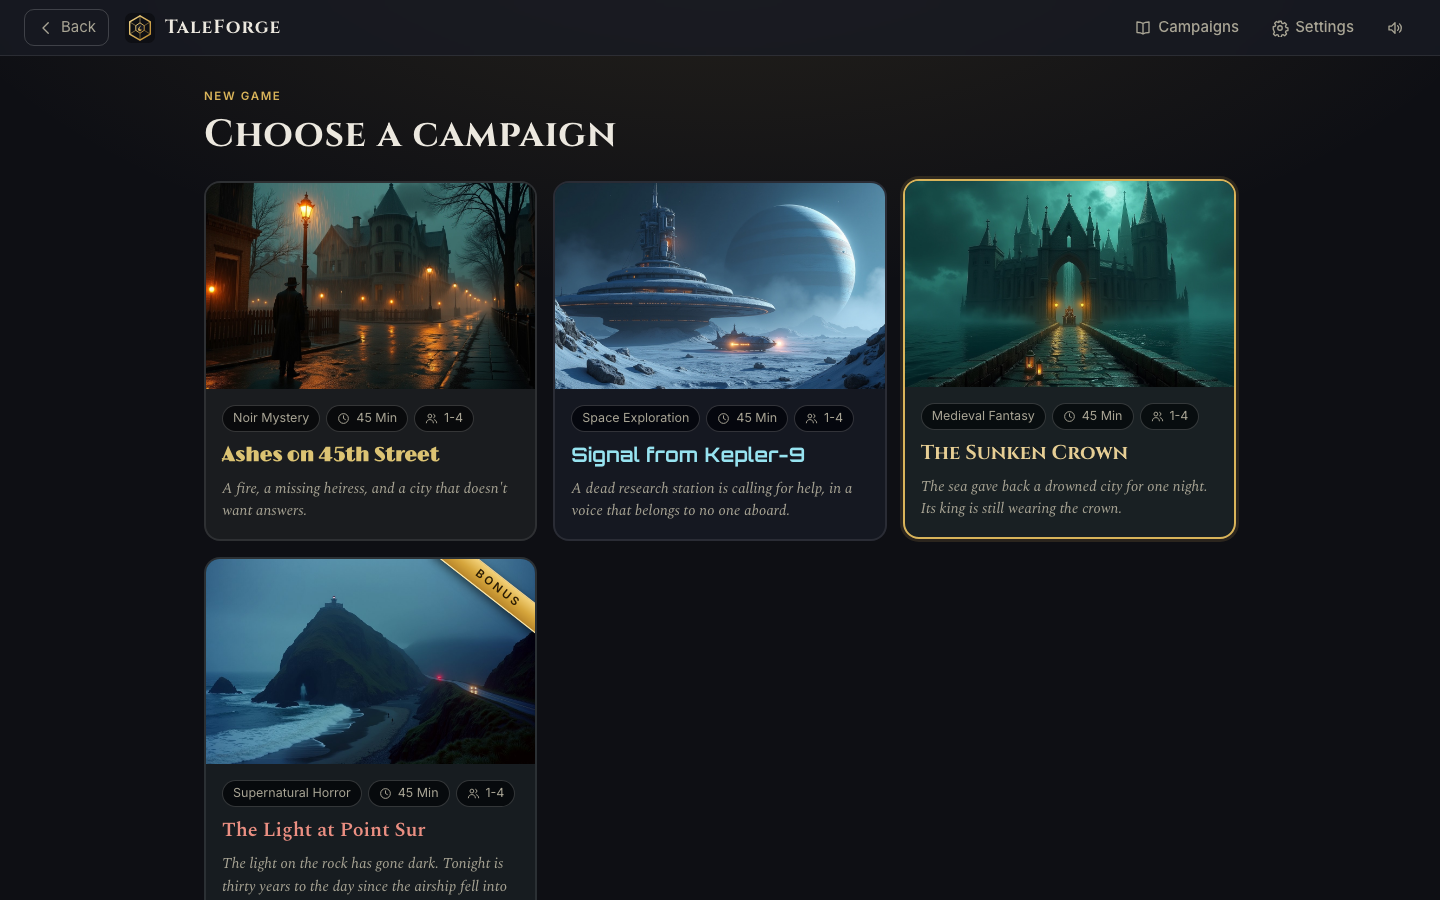 Back
TaleForge
Campaigns
Settings
NEW GAME
Choose a campaign
Noir Mystery
45 Min
1-4
Ashes on 45th Street
A fire, a missing heiress, and a city that doesn't
want answers.
Space Exploration
45 Min
1-4
Signal from Kepler-9
A dead research station is calling for help, in a
voice that belongs to no one aboard.
Medieval Fantasy
45 Min
1-4
The Sunken Crown
The sea gave back a drowned city for one night.
Its king is still wearing the crown.
BONUS
Supernatural Horror
45 Min
1-4
The Light at Point Sur
The light on the rock has gone dark. Tonight is
thirty years to the day since the airship fell into